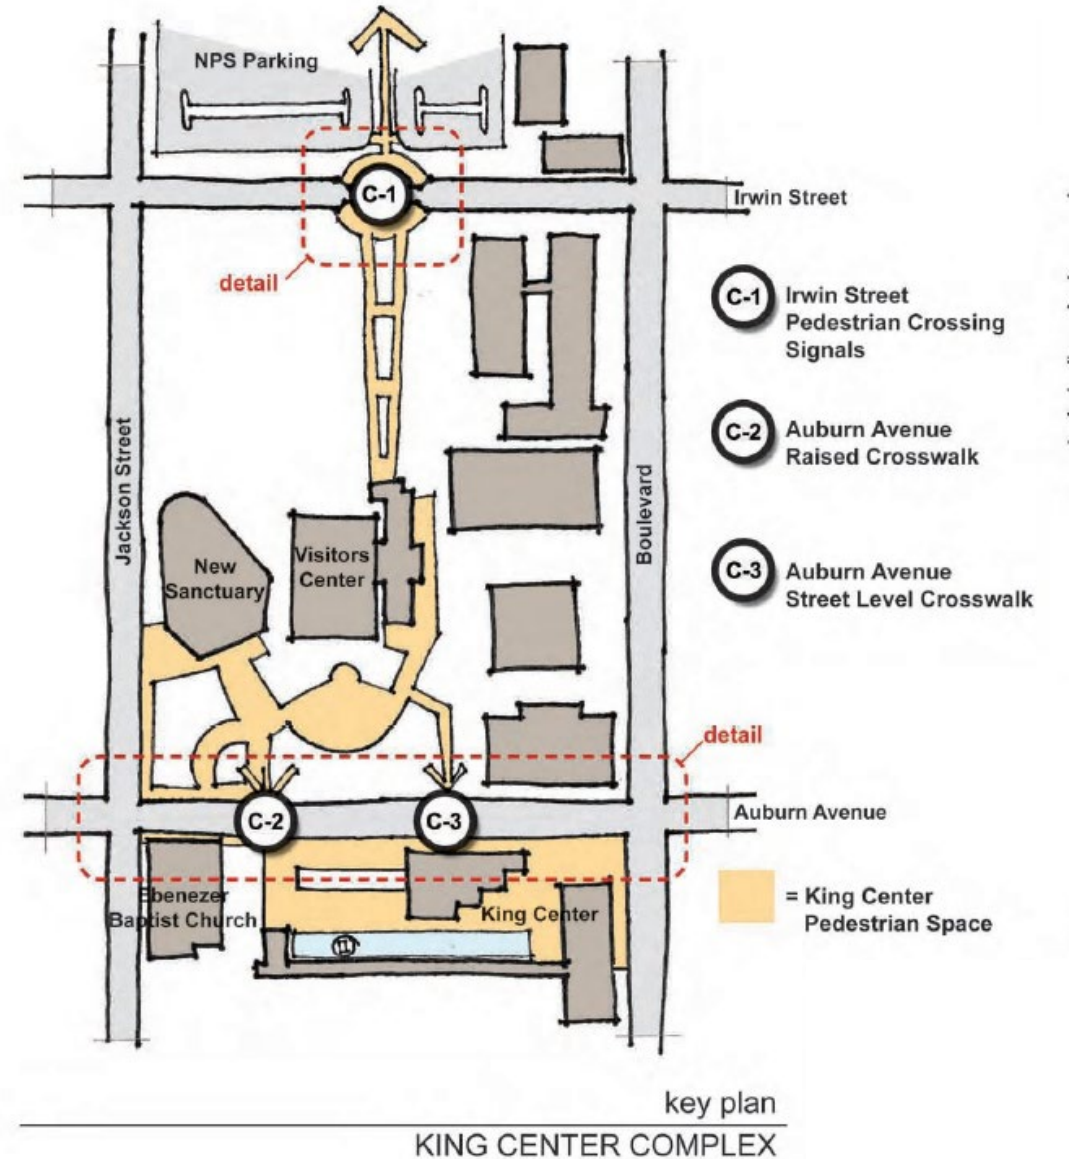 NPS Parking
C-1
Irwin Street
detail
C-1
Irwin Street
Pedestrian Crossing
Signals
C-2
Auburn Avenue
Raised Crosswalk
Jackson Street
Boulevard
New
Sanctuary
Visitors
Center
C-3
Auburn Avenue
Street Level Crosswalk
detail
C-2
C-3
Auburn Avenue
Ebenezer
Baptist Church
King Center
= King Center
Pedestrian Space
key plan
KING CENTER COMPLEX